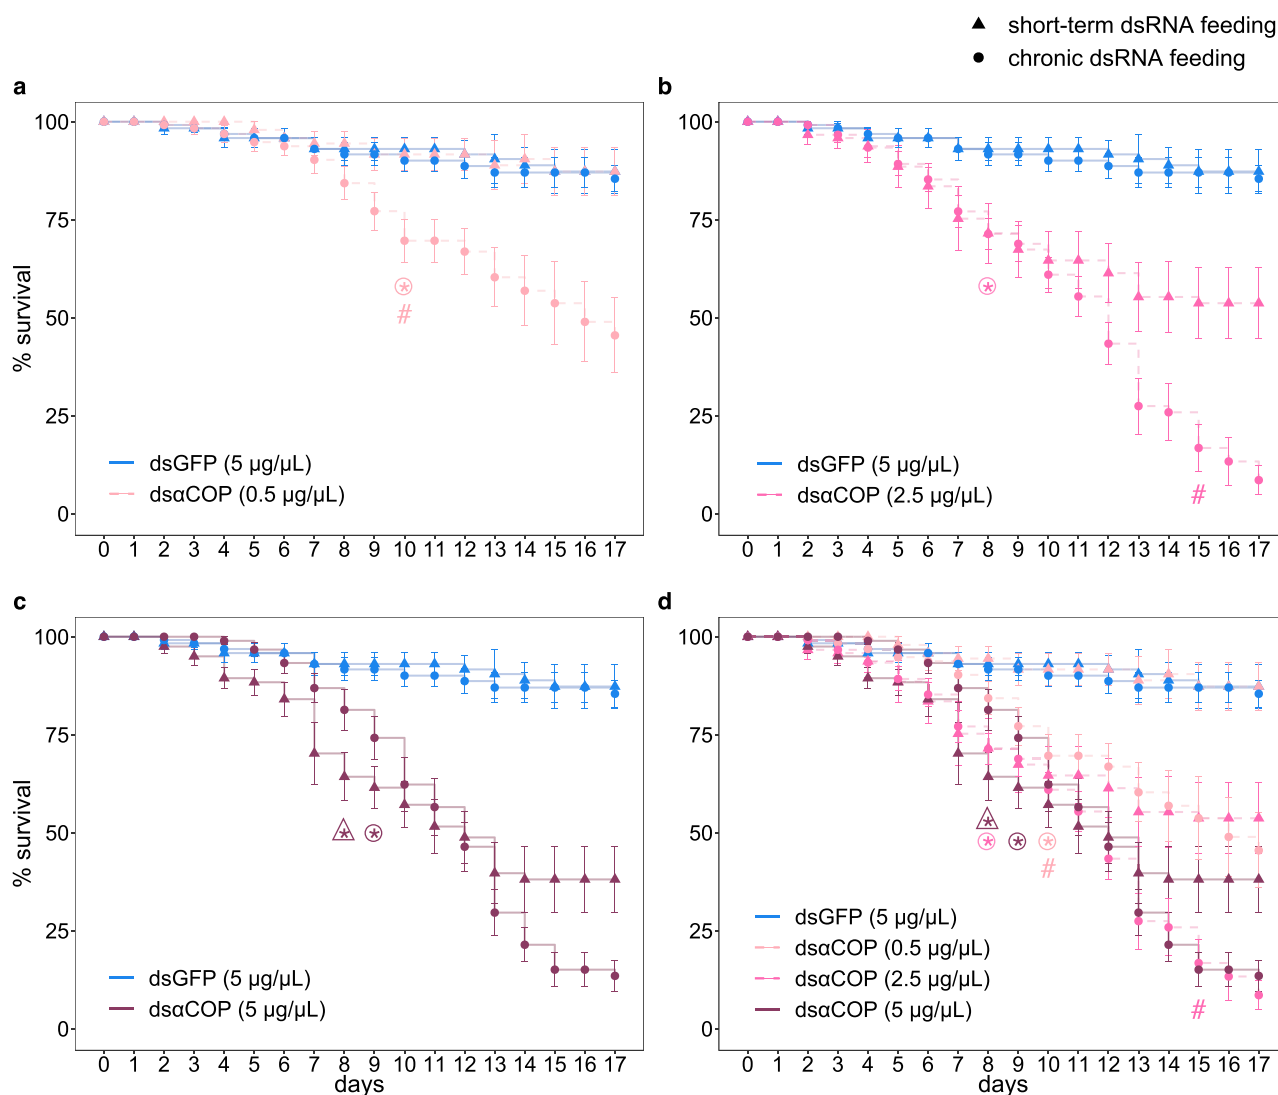 short-term dsRNA feeding
chronic dsRNA feeding
a
100
75
50
25
0
% survival
*
#
dsGFP (5 µg/µL)
dsαCOP (0.5 µg/µL)
0 1 2 3 4 5 6 7 8 9 10 11 12 13 14 15 16 17
b
100
75
50
25
0
*
#
dsGFP (5 µg/µL)
dsαCOP (2.5 µg/µL)
0 1 2 3 4 5 6 7 8 9 10 11 12 13 14 15 16 17
c
100
75
50
25
0
% survival
* *
dsGFP (5 µg/µL)
dsαCOP (5 µg/µL)
0 1 2 3 4 5 6 7 8 9 10 11 12 13 14 15 16 17
days
d
100
75
50
25
0
*
* * *
#
dsGFP (5 µg/µL)
dsαCOP (0.5 µg/µL)
dsαCOP (2.5 µg/µL)
dsαCOP (5 µg/µL)
#
0 1 2 3 4 5 6 7 8 9 10 11 12 13 14 15 16 17
days